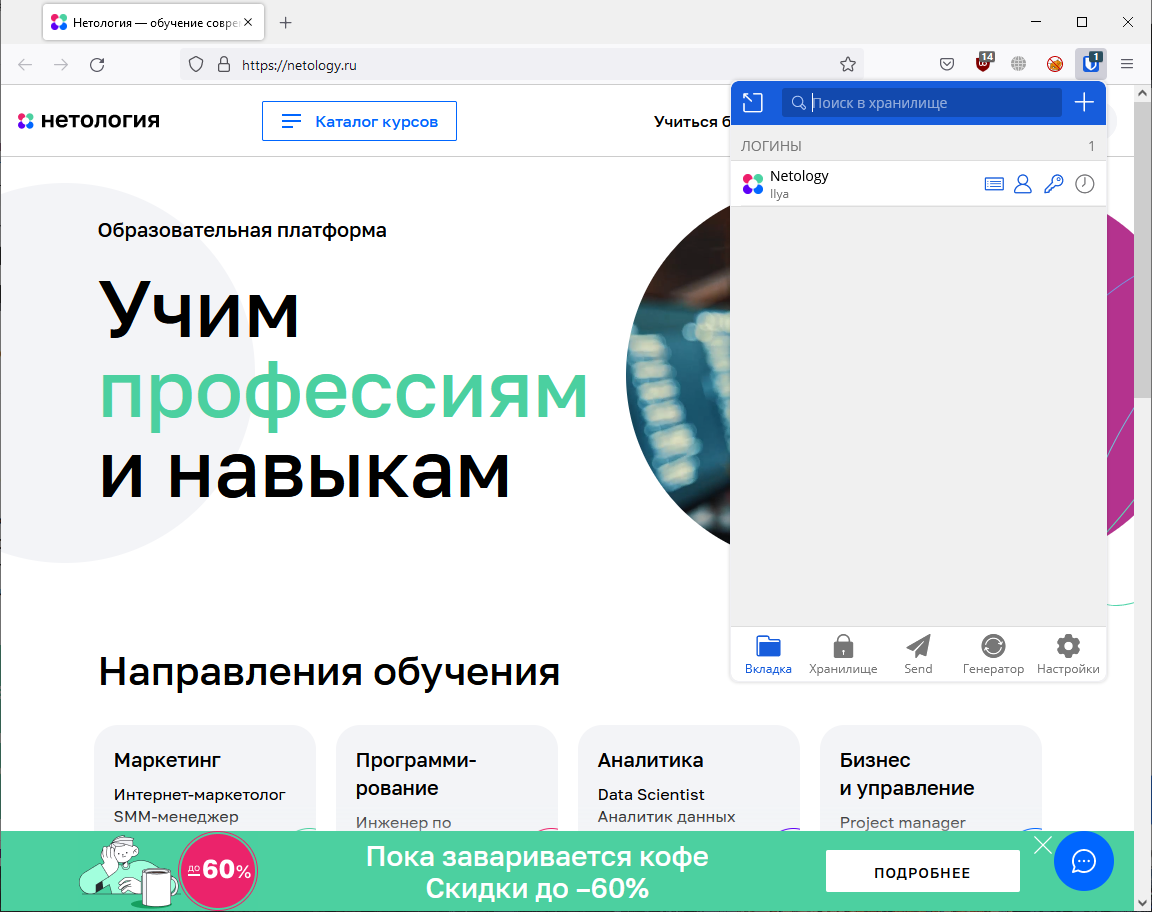 Нетология — обучение совре
https://netology.ru
14
1
нетология
Каталог курсов
Учиться б
Поиск в хранилище
ЛОГИНЫ
1
Netology
Ilya
Образовательная платформа
Учим
профессиям
и навыкам
Вкладка
Хранилище
Send
Генератор
Настройки
Направления обучения
Маркетинг
Интернет-маркетолог
SMM-менеджер
Программи-
рование
Инженер по
Аналитика
Data Scientist
Аналитик данных
Бизнес
и управление
Project manager
до 60%
Пока заваривается кофе
Скидки до –60%
ПОДРОБНЕЕ